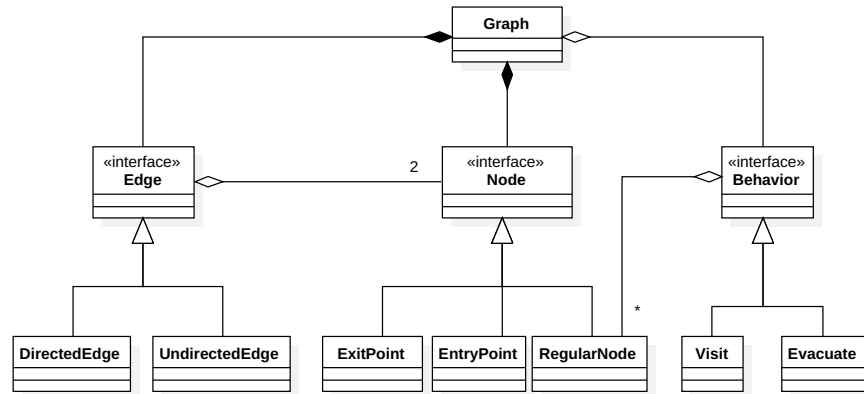 Graph
«interface»
Edge
2
«interface»
Node
«interface»
Behavior
*
DirectedEdge
UndirectedEdge
ExitPoint
EntryPoint
RegularNode
Visit
Evacuate